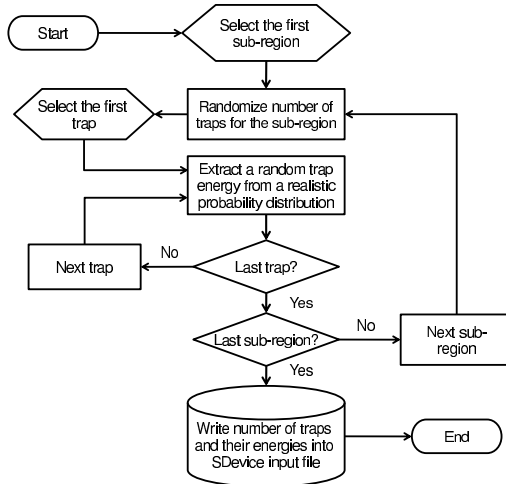 Start
Select the first
sub-region
Select the first
trap
Randomize number of
traps for the sub-region
Extract a random trap
energy from a realistic
probability distribution
No
Next trap
Last trap?
Yes
Last sub-region?
No
Next sub-
region
Yes
Write number of traps
and their energies into
SDevice input file
End